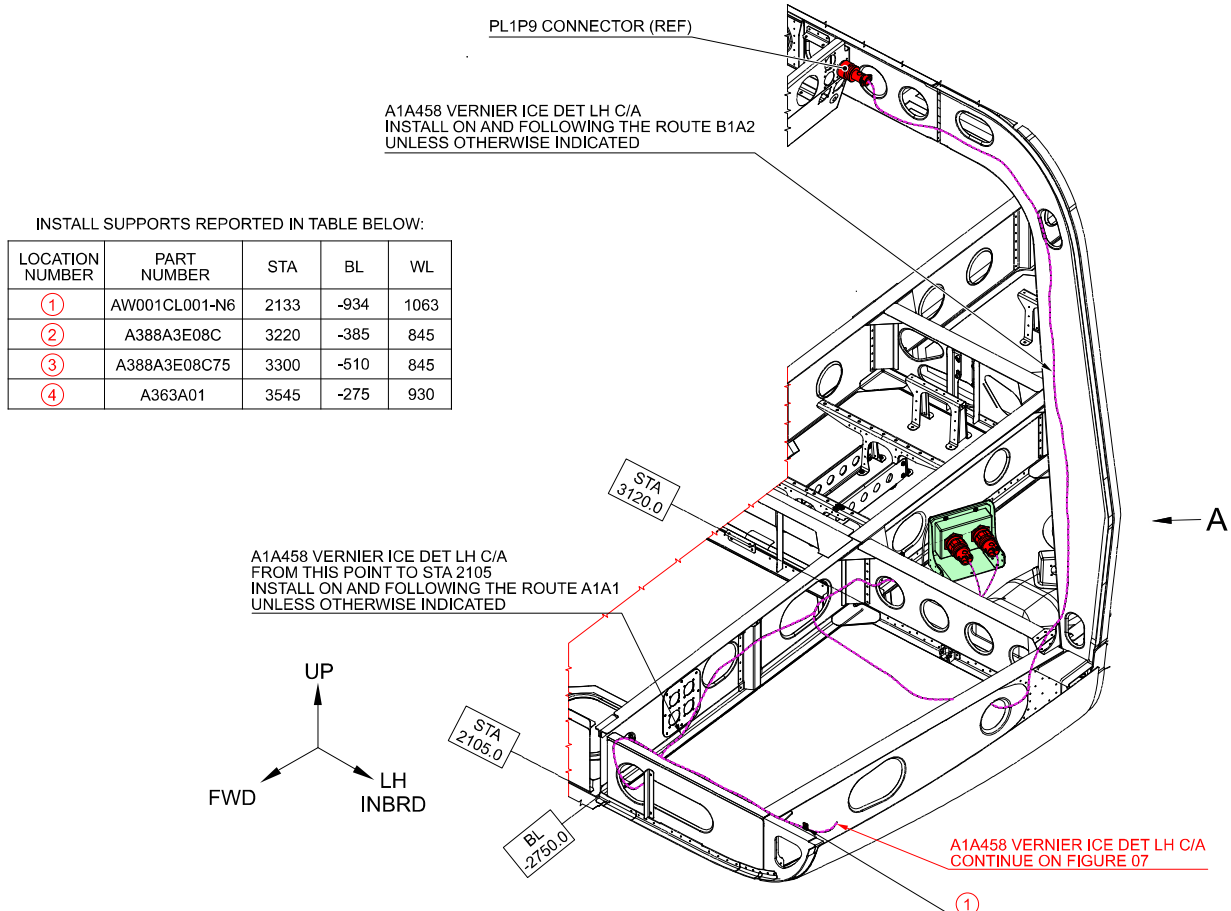 PL1P9 CONNECTOR (REF)
A1A458 VERNIER ICE DET LH C/A
INSTALL ON AND FOLLOWING THE ROUTE B1A2
UNLESS OTHERWISE INDICATED
INSTALL SUPPORTS REPORTED IN TABLE BELOW:
LOCATION NUMBER PART NUMBER STA BL WL
1 AW001CL001-N6 2133 -934 1063
2 A388A3E08C 3220 -385 845
3 A388A3E08C75 3300 -510 845
4 A363A01 3545 -275 930
STA
3120.0
A
A1A458 VERNIER ICE DET LH C/A
FROM THIS POINT TO STA 2105
INSTALL ON AND FOLLOWING THE ROUTE A1A1
UNLESS OTHERWISE INDICATED
UP
FWD
LH
INBRD
STA
2105.0
BL
-2750.0
A1A458 VERNIER ICE DET LH C/A
CONTINUE ON FIGURE 07
1